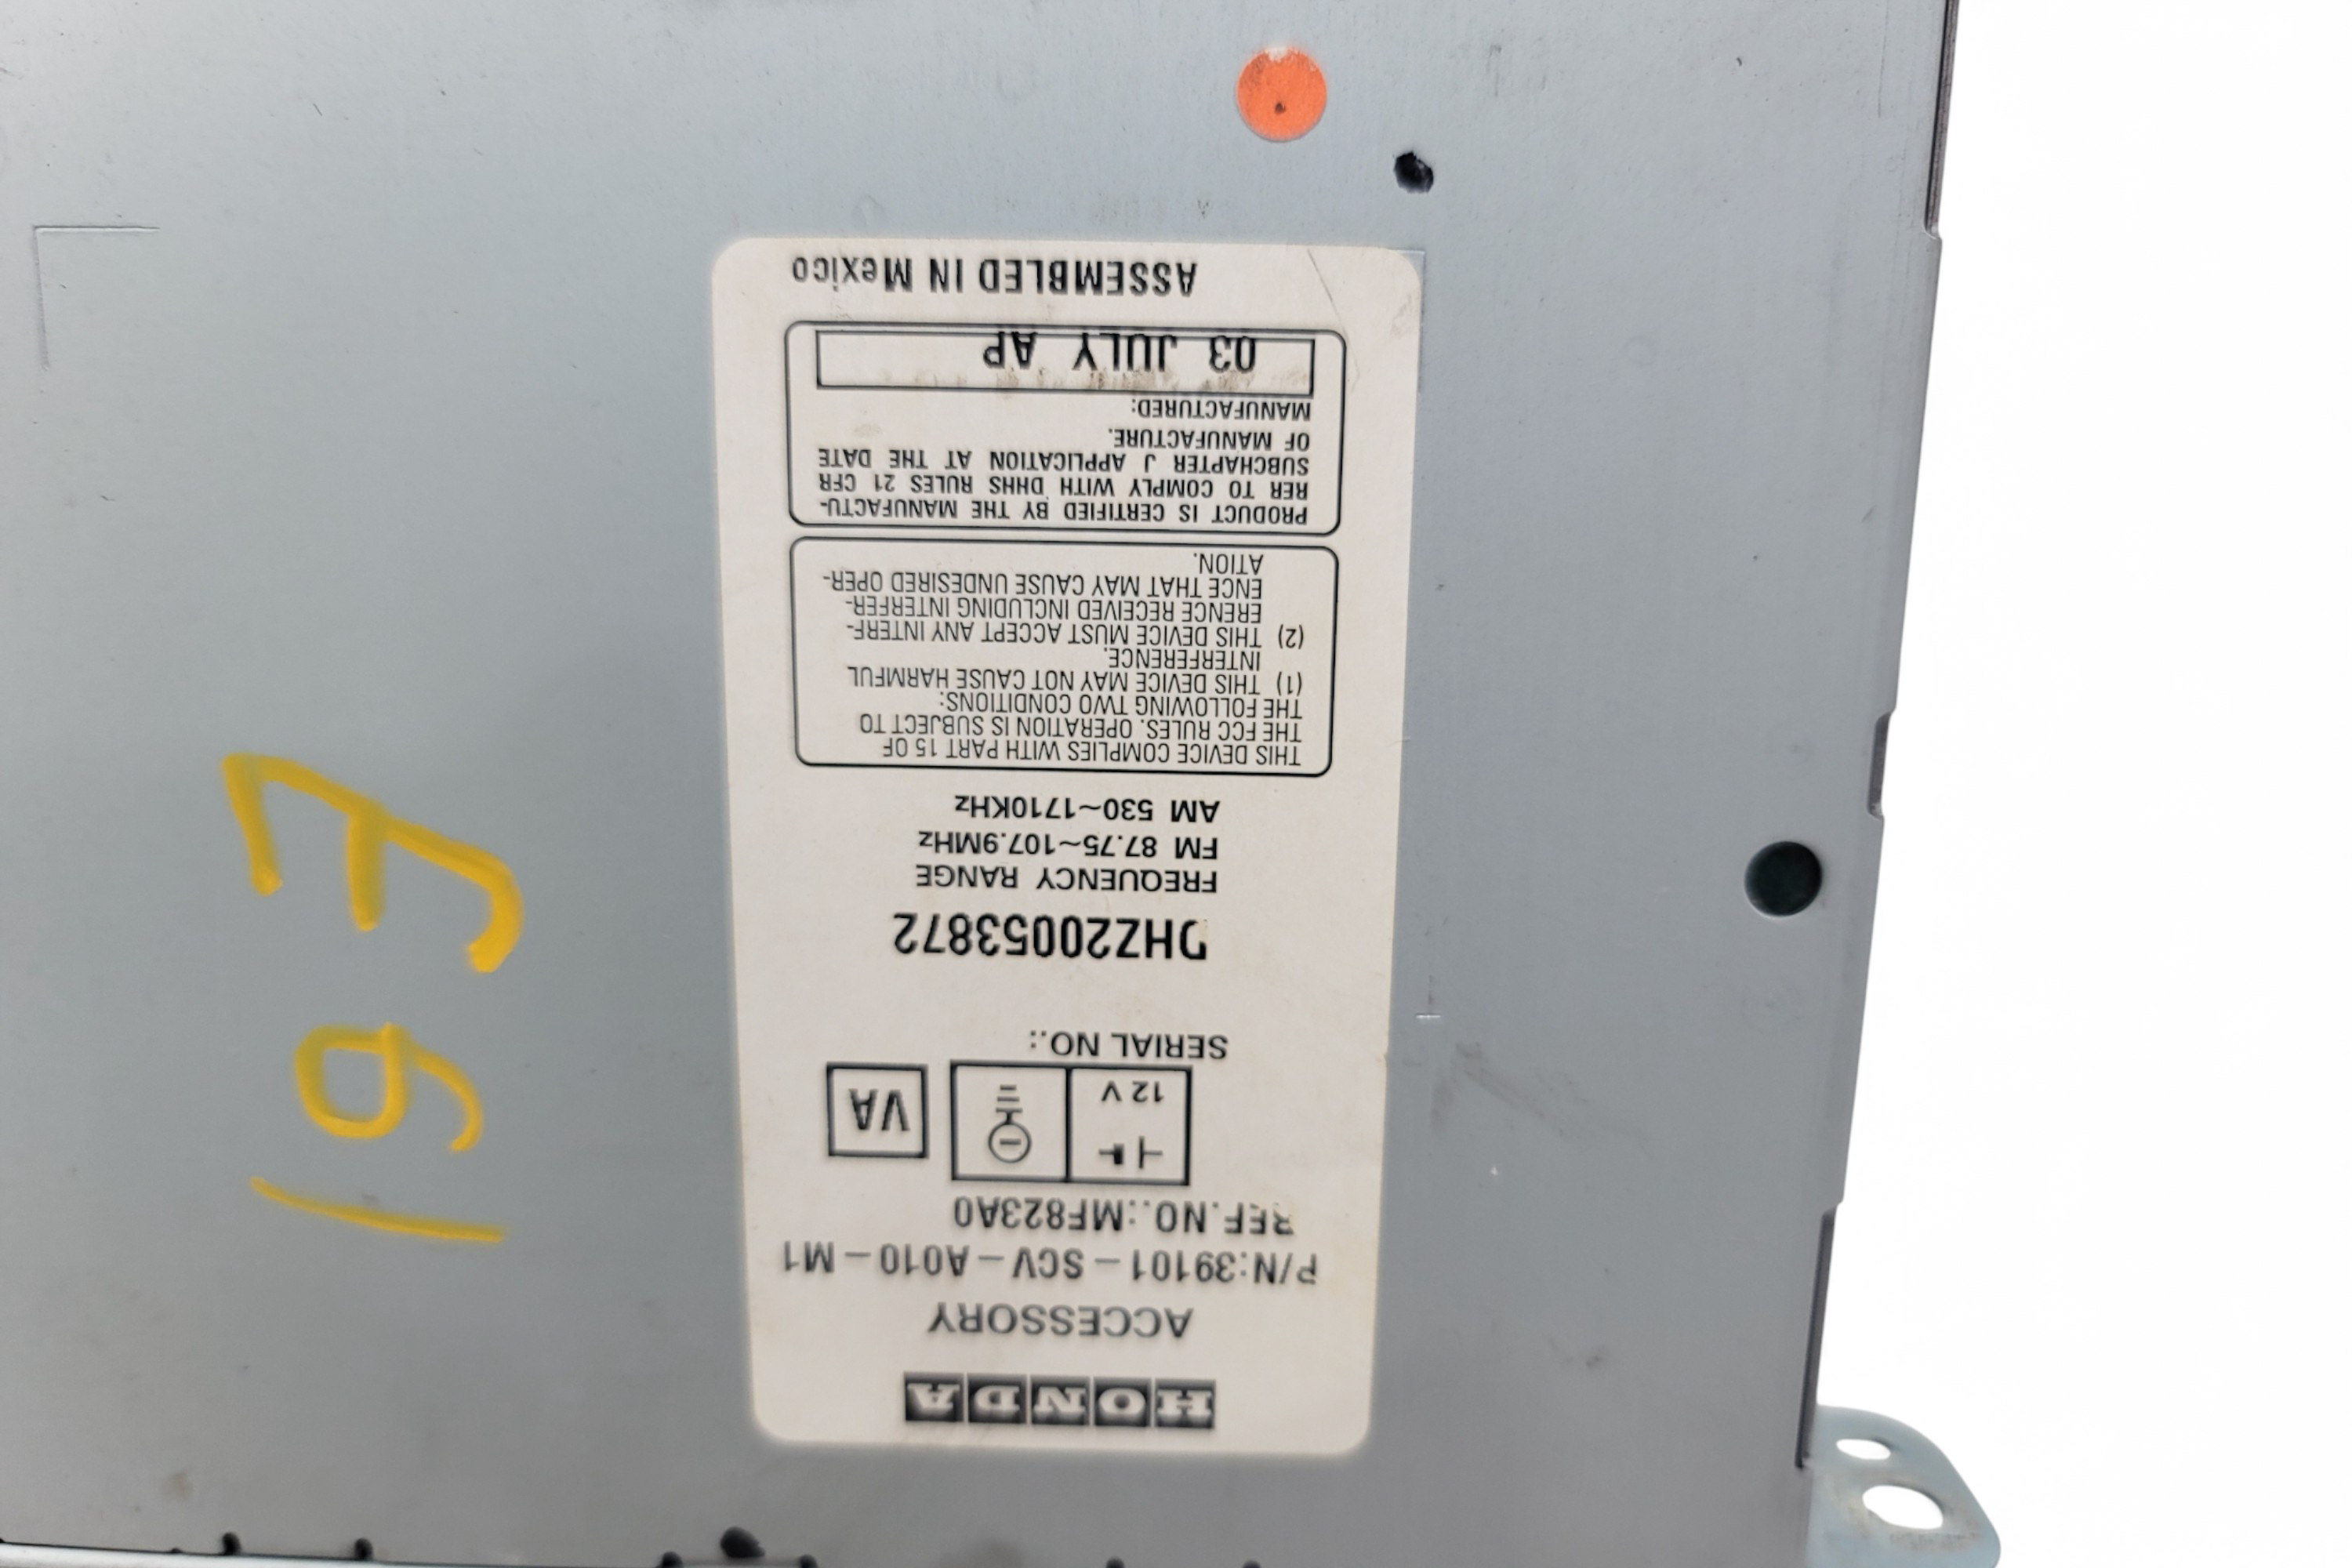 HONDA
ACCESSORY
P/N:39101-SCV-A010-M1
REF.NO.:MF823A0
12V
VA
SERIAL NO.:
DHZ20053872
FREQUENCY RANGE
FM 87.75~107.9MHz
AM 530~1710KHz
THIS DEVICE COMPLIES WITH PART 15 OF
THE FCC RULES. OPERATION IS SUBJECT TO
THE FOLLOWING TWO CONDITIONS:
(1) THIS DEVICE MAY NOT CAUSE HARMFUL
INTERFERENCE.
(2) THIS DEVICE MUST ACCEPT ANY INTERF-
ERENCE RECEIVED INCLUDING INTERFER-
ENCE THAT MAY CAUSE UNDESIRED OPER-
ATION.
PRODUCT IS CERTIFIED BY THE MANUFACTU-
RER TO COMPLY WITH DHHS RULES 21 CFR
SUBCHAPTER J APPLICATION AT THE DATE
OF MANUFACTURE.
MANUFACTURED:
03 JULY AP
ASSEMBLED IN Mexico